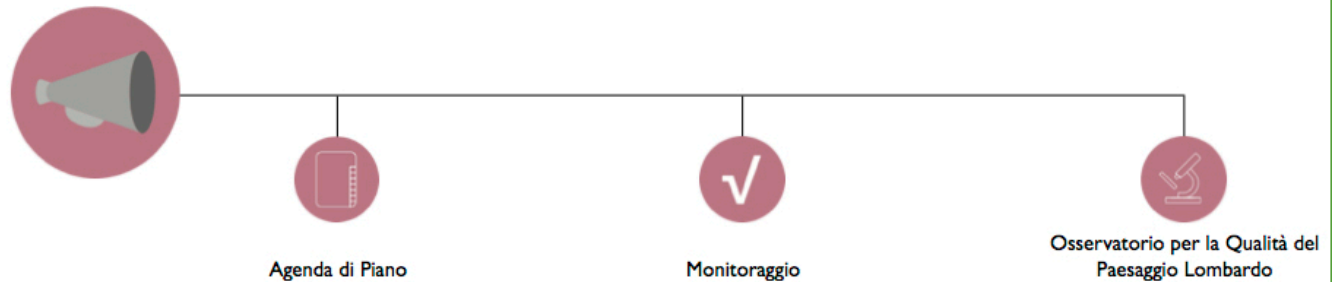 Agenda di Piano
Monitoraggio
Osservatorio per la Qualità del
Paesaggio Lombardo